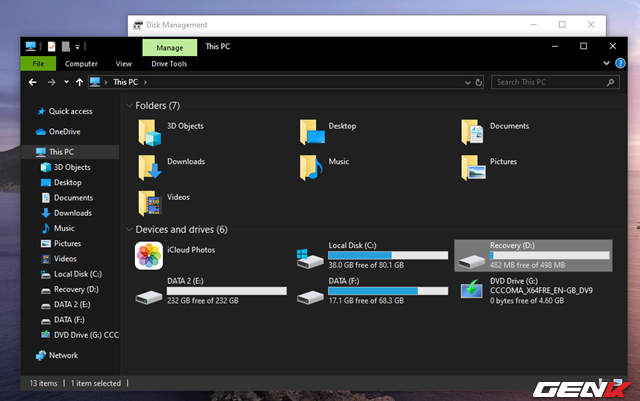 Disk Management
Manage
This PC
File
Computer
View
Drive Tools
This PC
Search This PC
Quick access
OneDrive
This PC
3D Objects
Desktop
Documents
Downloads
Music
Pictures
Videos
Local Disk (C:)
Recovery (D:)
DATA 2 (E:)
DATA (F:)
DVD Drive (G:) CCC
Network
Folders (7)
3D Objects
Desktop
Documents
Downloads
Music
Pictures
Videos
Devices and drives (6)
iCloud Photos
Local Disk (C:)
38.0 GB free of 80.1 GB
Recovery (D:)
482 MB free of 498 MB
DATA 2 (E:)
232 GB free of 232 GB
DATA (F:)
17.1 GB free of 68.3 GB
DVD Drive (G:)
CCCOMA_X64FRE_EN-GB_DV9
0 bytes free of 4.60 GB
13 items
1 item selected
GENK